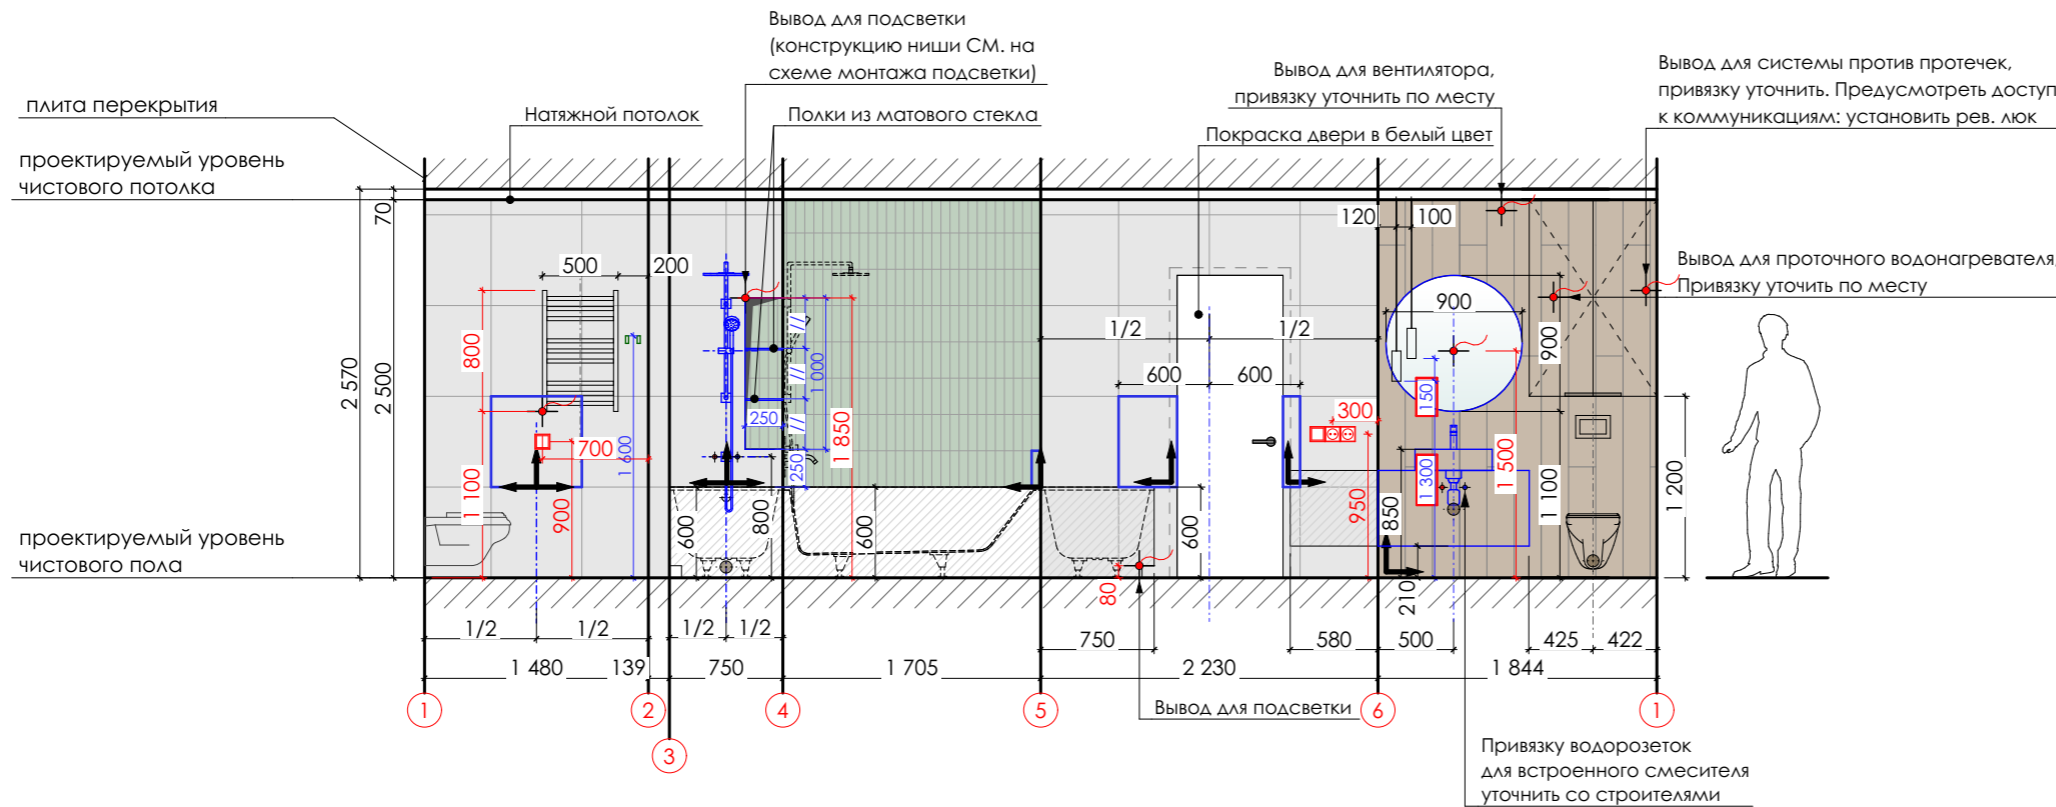 Вывод для подсветки
(конструкцию ниши СМ. на
схеме монтажа подсветки)
Вывод для вентилятора,
привязку уточнить по месту
Вывод для системы против протечек,
привязку уточнить. Предусмотреть доступ
к коммуникациям: установить рев. люк
плита перекрытия
Натяжной потолок
Полки из матового стекла
Покраска двери в белый цвет
проектируемый уровень
чистового потолка
Вывод для проточного водонагревателя,
Привязку уточить по месту
70
2 570
2 500
500
200
800
1 100
700
900
1 600
250
//
//
//
1 000
250
1 850
600
800
600
1/2
1/2
600
600
300
950
80
600
120
100
900
900
150
1 300
1 500
1 100
850
210
1 200
проектируемый уровень
чистового пола
1/2
1/2
1/2
1/2
750
580
500
425
422
1 480
139
750
1 705
2 230
1 844
1
2
3
4
5
6
1
Вывод для подсветки
Привязку водорозеток
для встроенного смесителя
уточнить со строителями